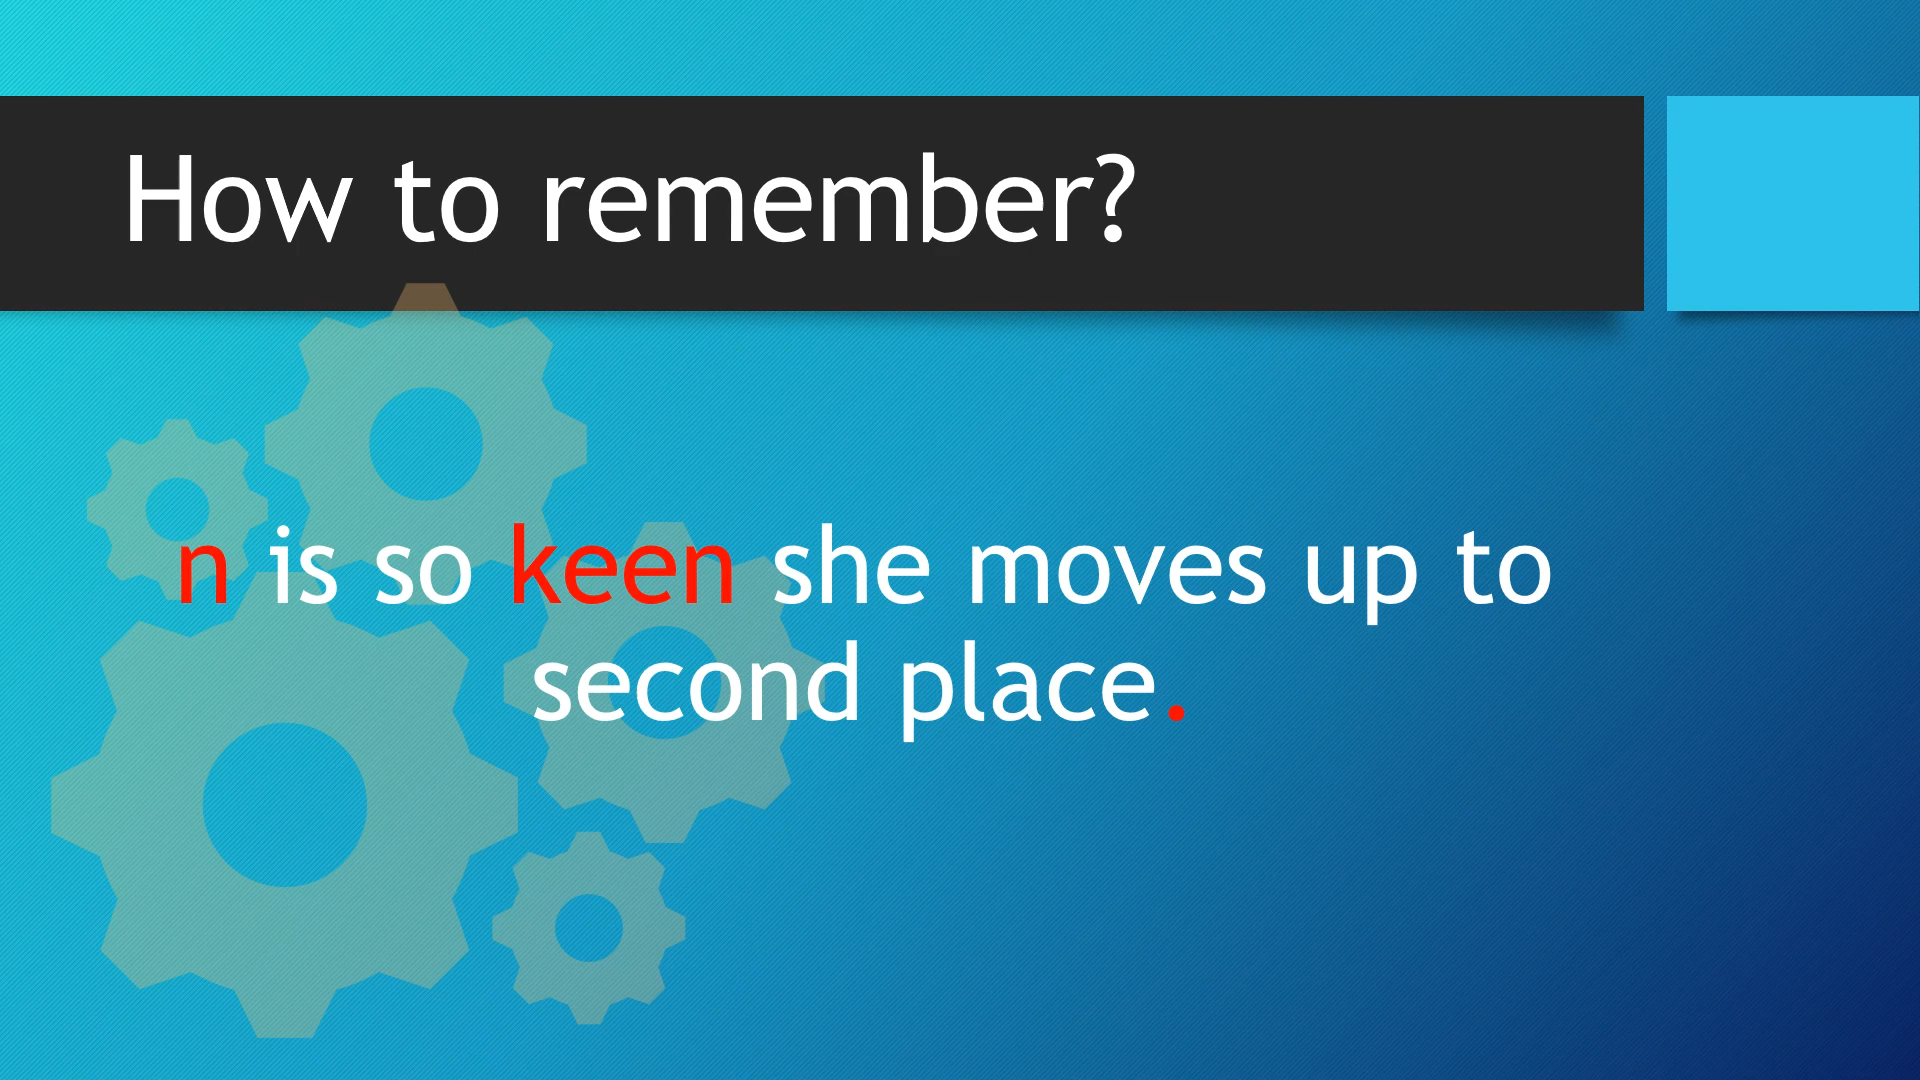 How to remember?
n is so keen she moves up to
second place.